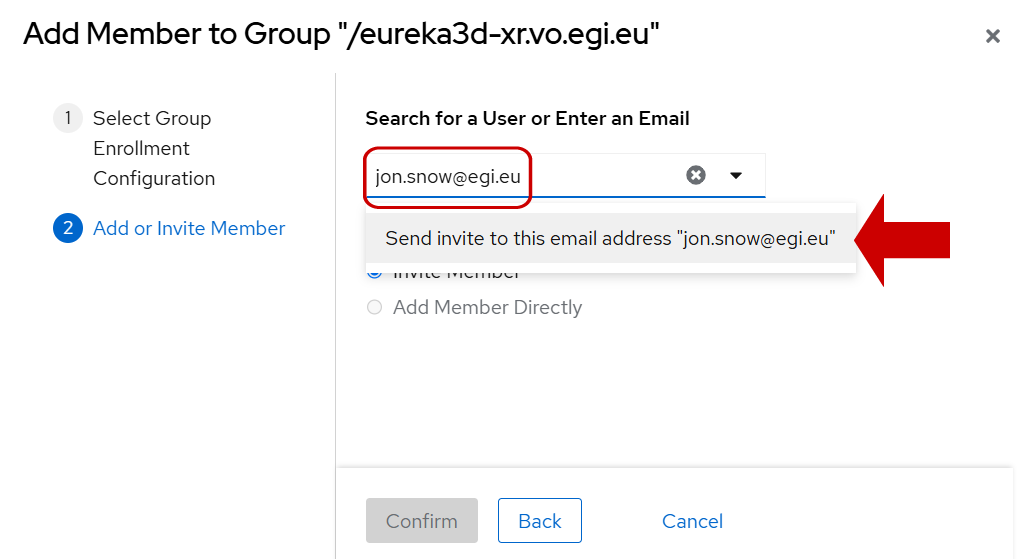 Add Member to Group "/eureka3d-xr.vo.egi.eu"
1 Select Group
Enrollment
Configuration
2 Add or Invite Member
Search for a User or Enter an Email
jon.snow@egi.eu
Send invite to this email address "jon.snow@egi.eu"
Invite Member
Add Member Directly
Confirm Back Cancel